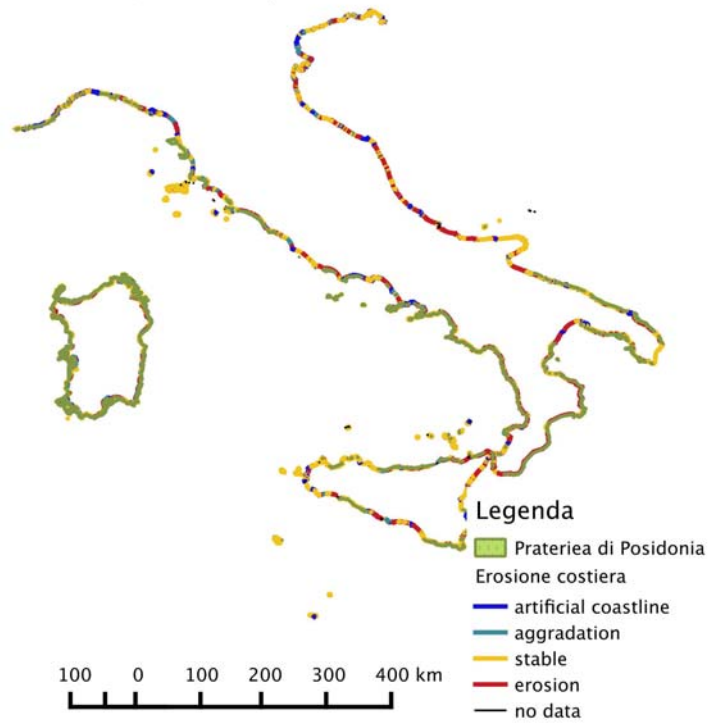 Legenda
Prateriea di Posidonia
Erosione costiera
artificial coastline
aggradation
stable
erosion
no data
100 0 100 200 300 400 km